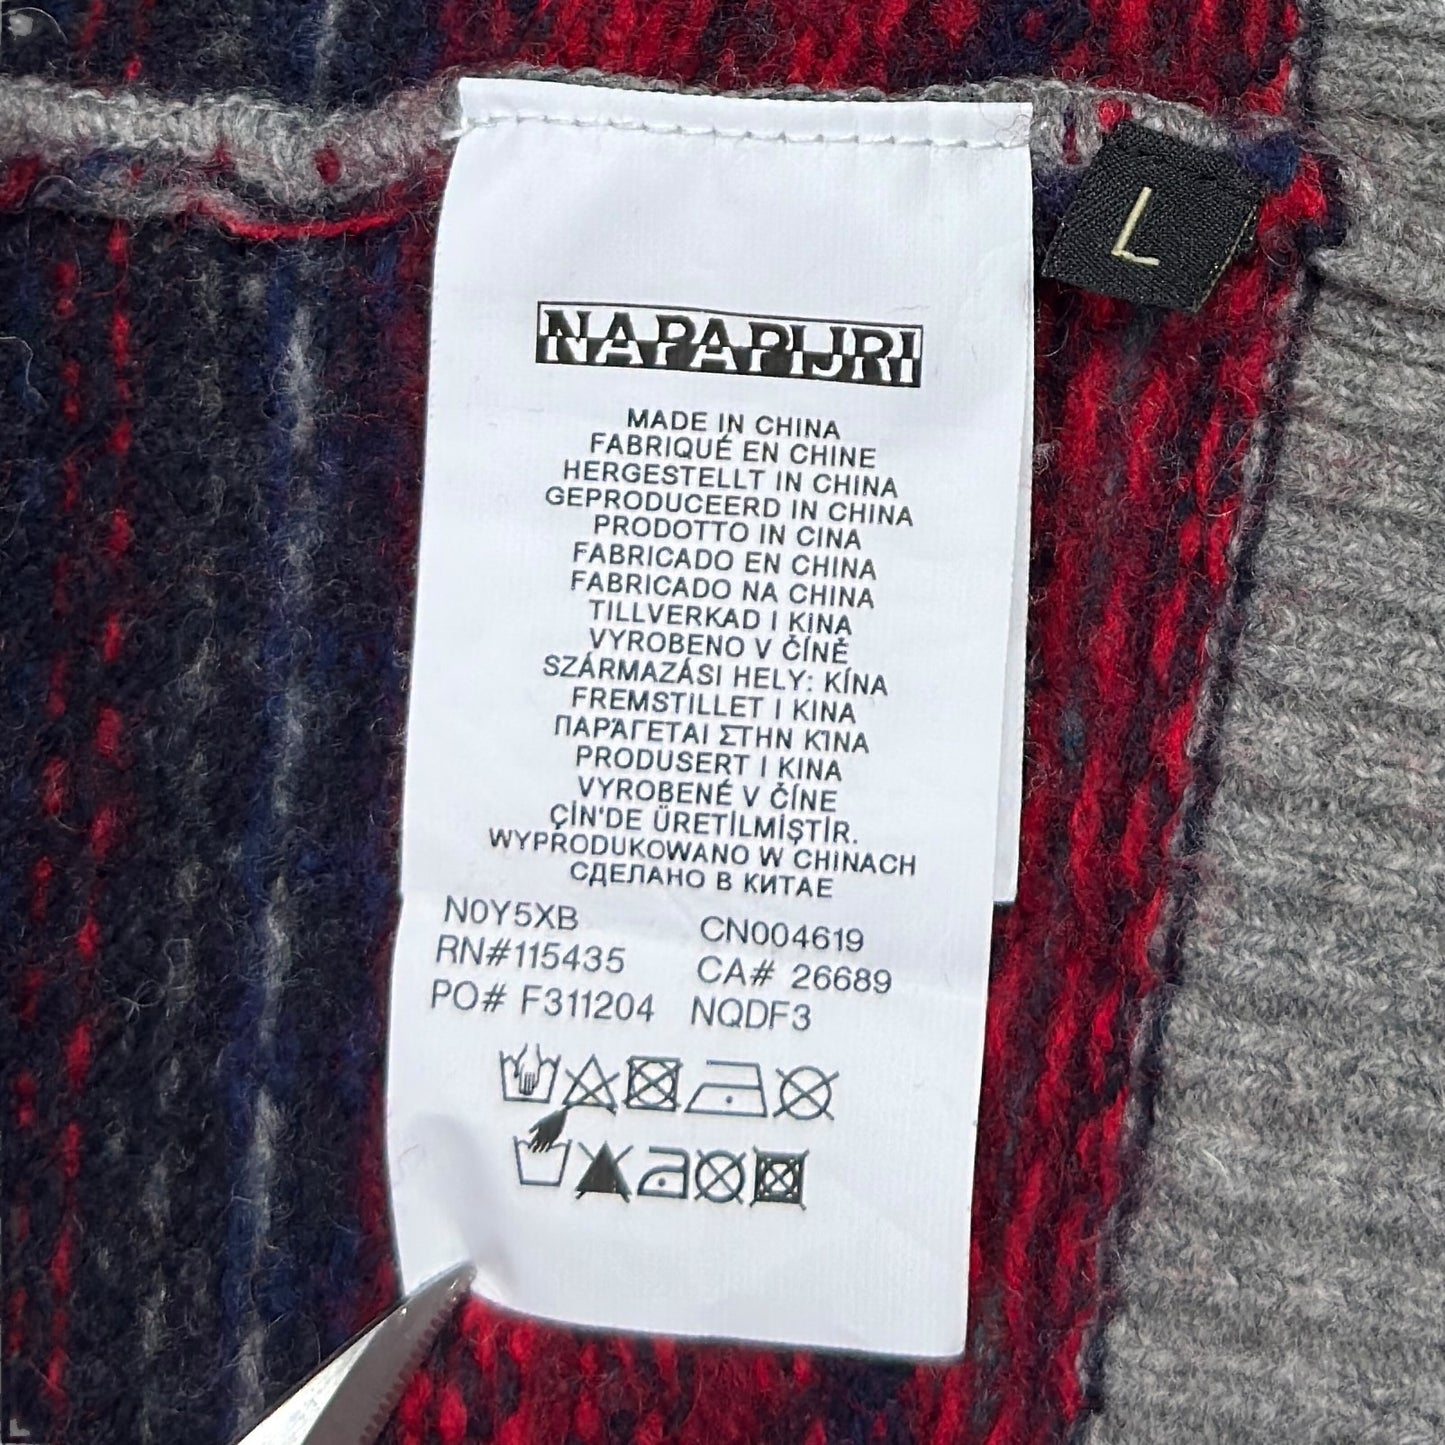 L
NAPAPIJRI
MADE IN CHINA
FABRIQUÉ EN CHINE
HERGESTELLT IN CHINA
GEPRODUCEERD IN CHINA
PRODOTTO IN CINA
FABRICADO EN CHINA
FABRICADO NA CHINA
TILLVERKAD I KINA
VYROBENO V ČÍNĚ
SZÁRMAZÁSI HELY: KÍNA
FREMSTILLET I KINA
ΠΑΡΆΓΕΤΑΙ ΣΤΗΝ ΚΊΝΑ
PRODUSERT I KINA
VYROBENÉ V ČÍNE
ÇİN'DE ÜRETİLMİŞTİR.
WYPRODUKOWANO W CHINACH
СДЕЛАНО В КИТАЕ
N0Y5XB CN004619
RN#115435 CA# 26689
PO# F311204 NQDF3